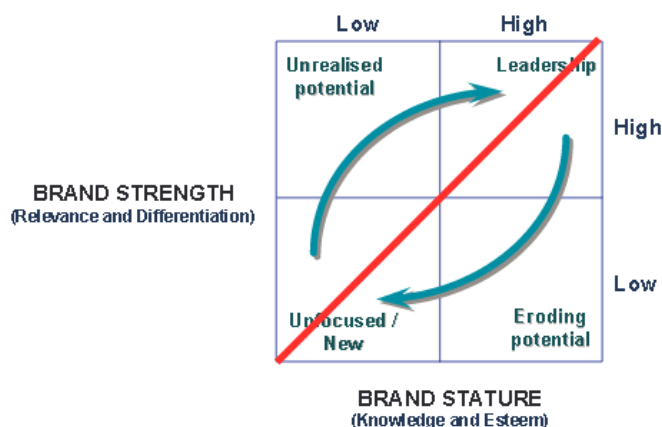 Low High
Unrealised
potential
Leadership
High
BRAND STRENGTH
(Relevance and Differentiation)
Low
Unfocused /
New
Eroding
potential
BRAND STATURE
(Knowledge and Esteem)